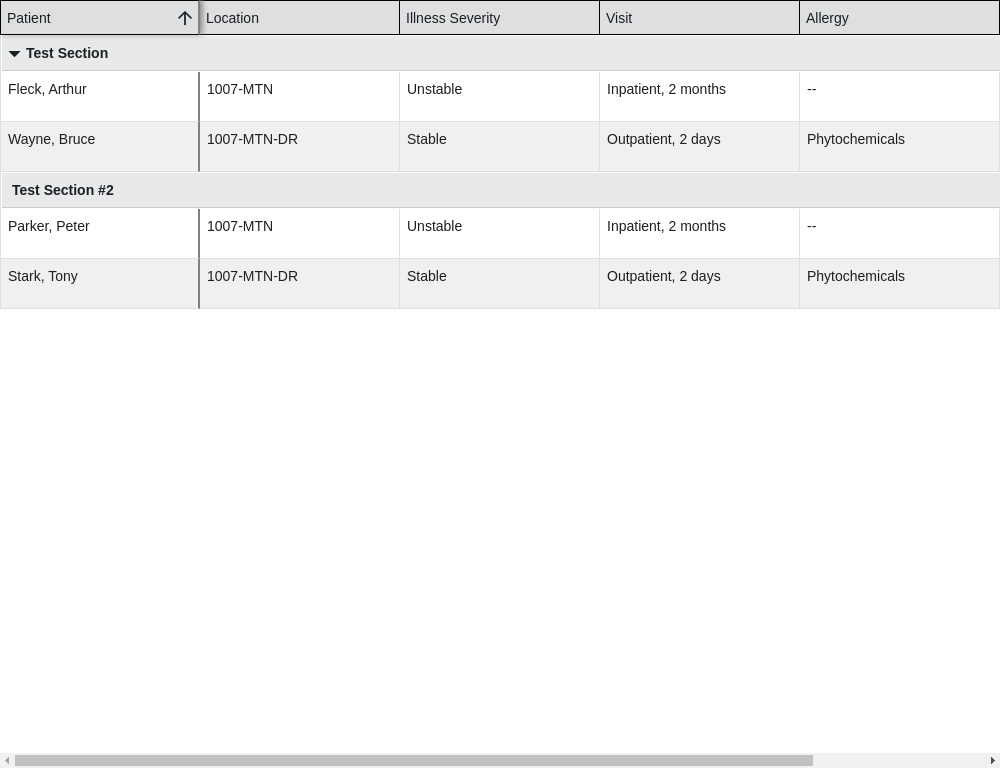 Patient Location Illness Severity Visit Allergy
Test Section
Fleck, Arthur 1007-MTN Unstable Inpatient, 2 months --
Wayne, Bruce 1007-MTN-DR Stable Outpatient, 2 days Phytochemicals
Test Section #2
Parker, Peter 1007-MTN Unstable Inpatient, 2 months --
Stark, Tony 1007-MTN-DR Stable Outpatient, 2 days Phytochemicals